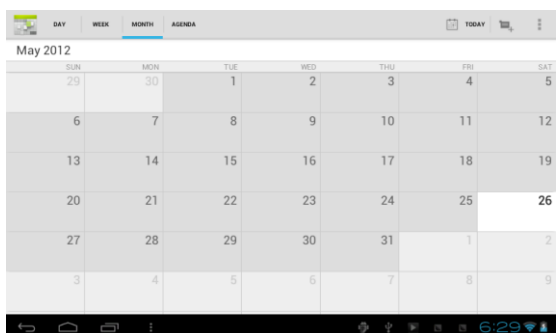 DAY WEEK MONTH AGENDA TODAY
May 2012
SUN MON TUE WED THU FRI SAT
29 30 1 2 3 4 5
6 7 8 9 10 11 12
13 14 15 16 17 18 19
20 21 22 23 24 25 26
27 28 29 30 31 1 2
3 4 5 6 7 8 9
6:29